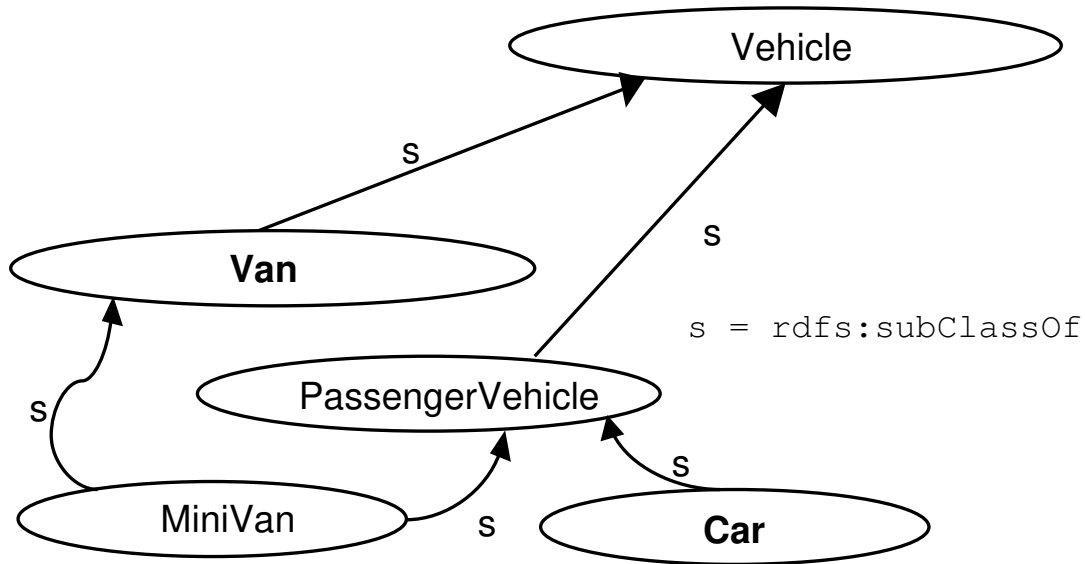 Vehicle
s
s
Van
s = rdfs:subClassOf
PassengerVehicle
s
s
MiniVan
s
Car